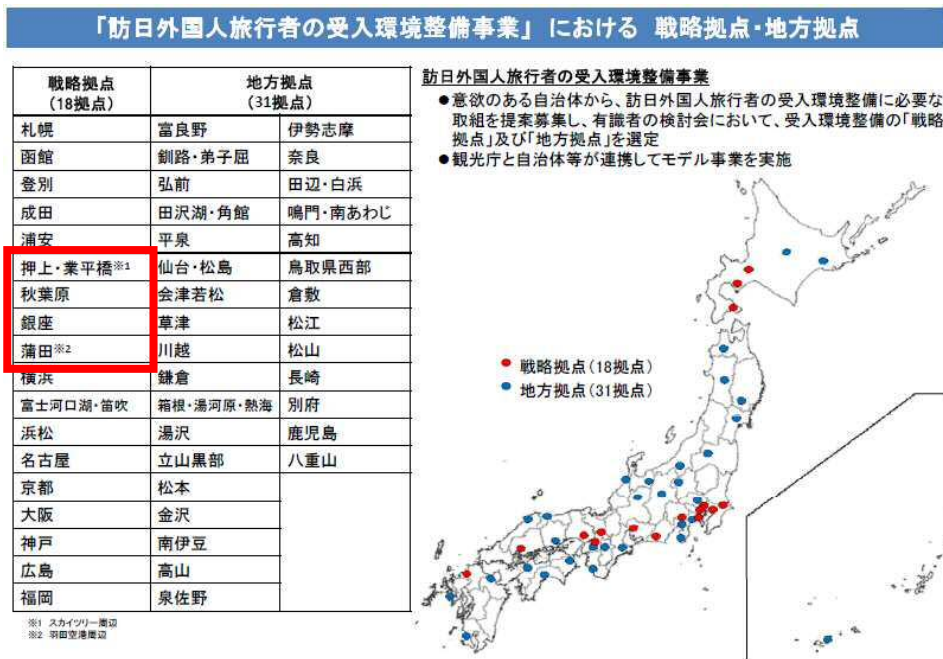 「訪日外国人旅行者の受入環境整備事業」 における 戦略拠点・地方拠点
戦略拠点
（18拠点）
地方拠点
（31拠点）
札幌 富良野 伊勢志摩
函館 釧路・弟子屈 奈良
登別 弘前 田辺・白浜
成田 田沢湖・角館 鳴門・南あわじ
浦安 平泉 高知
押上・業平橋※1 仙台・松島 鳥取県西部
秋葉原 会津若松 倉敷
銀座 草津 松江
蒲田※2 川越 松山
横浜 鎌倉 長崎
富士河口湖・笛吹 箱根・湯河原・熱海 別府
浜松 湯沢 鹿児島
名古屋 立山黒部 八重山
京都 松本
大阪 金沢
神戸 南伊豆
広島 高山
福岡 泉佐野
※1 スカイツリー周辺
※2 羽田空港周辺
訪日外国人旅行者の受入環境整備事業
●意欲のある自治体から、訪日外国人旅行者の受入環境整備に必要な
取組を提案募集し、有識者の検討会において、受入環境整備の「戦略
拠点」及び「地方拠点」を選定
●観光庁と自治体等が連携してモデル事業を実施
戦略拠点（18拠点）
地方拠点（31拠点）